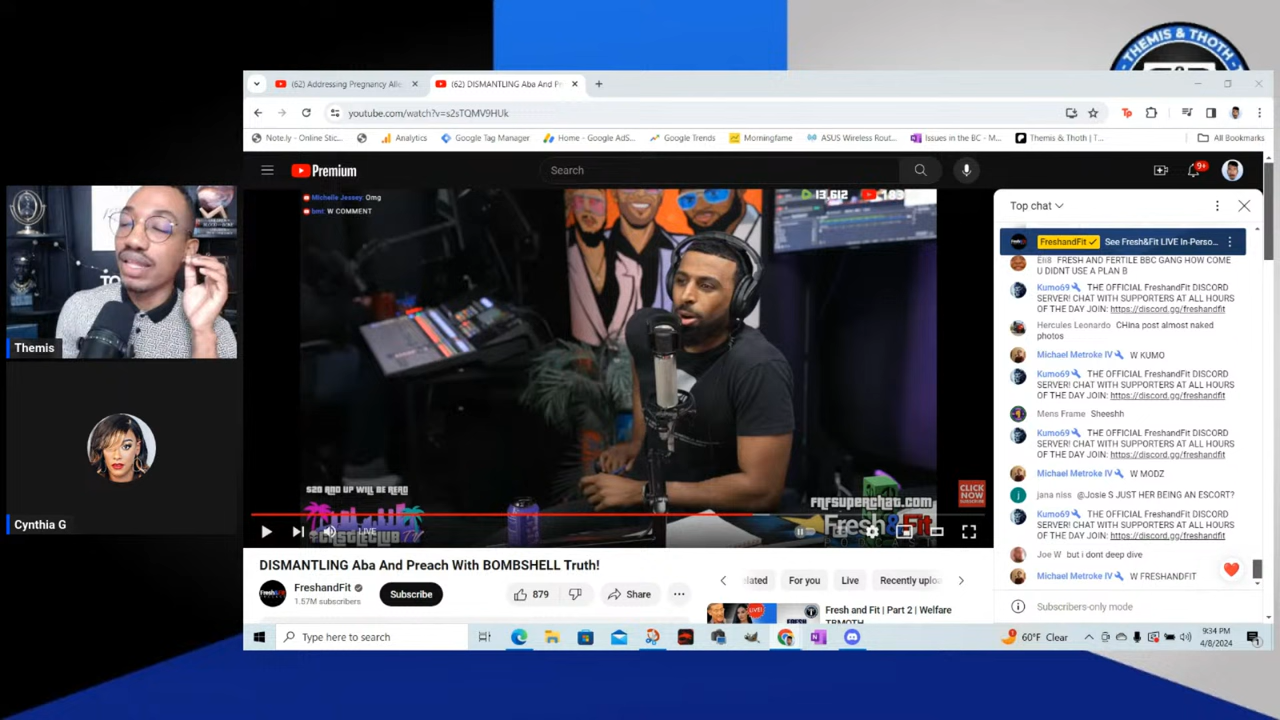 THEMIS & THOTH
(62) Addressing Pregnancy Alle
(62) DISMANTLING Aba And Pr
youtube.com/watch?v=s2sTQMV9HUk
Note.ly - Online Stic...
Analytics
Google Tag Manager
Home - Google AdS...
Google Trends
Morningfame
ASUS Wireless Rout...
Issues in the BC - M...
Themis & Thoth | T...
All Bookmarks
Premium
Search
9+
Michelle Jessey: Omg
bmt: W COMMENT
13,612
183
$20 AND UP WILL BE READ
CLICK
NOW
FNFSUPERCHAT.COM
Fresh&Fit
LIVE
Themis
Cynthia G
DISMANTLING Aba And Preach With BOMBSHELL Truth!
FreshandFit
1.57M subscribers
Subscribe
879
Share
lated
For you
Live
Recently uploa
Fresh and Fit | Part 2 | Welfare
Top chat
FreshandFit See Fresh&Fit LIVE In-Perso...
Eli8 FRESH AND FERTILE BBC GANG HOW COME
U DIDNT USE A PLAN B
Kumo69 THE OFFICIAL FRESHandFIT DISCORD
SERVER! CHAT WITH SUPPORTERS AT ALL HOURS
OF THE DAY JOIN: https://discord.gg/freshandfit
Hercules Leonardo CHina post almost naked
photos
Michael Metroke IV W KUMO
Kumo69 THE OFFICIAL FRESHandFIT DISCORD
SERVER! CHAT WITH SUPPORTERS AT ALL HOURS
OF THE DAY JOIN: https://discord.gg/freshandfit
Mens Frame Sheeshh
Kumo69 THE OFFICIAL FRESHandFIT DISCORD
SERVER! CHAT WITH SUPPORTERS AT ALL HOURS
OF THE DAY JOIN: https://discord.gg/freshandfit
Michael Metroke IV W MODZ
jana niss @Josie S JUST HER BEING AN ESCORT?
Kumo69 THE OFFICIAL FRESHandFIT DISCORD
SERVER! CHAT WITH SUPPORTERS AT ALL HOURS
OF THE DAY JOIN: https://discord.gg/freshandfit
Joe W but i dont deep dive
Michael Metroke IV W FRESHANDFIT
Subscribers-only mode
Type here to search
60°F Clear
9:34 PM
4/8/2024